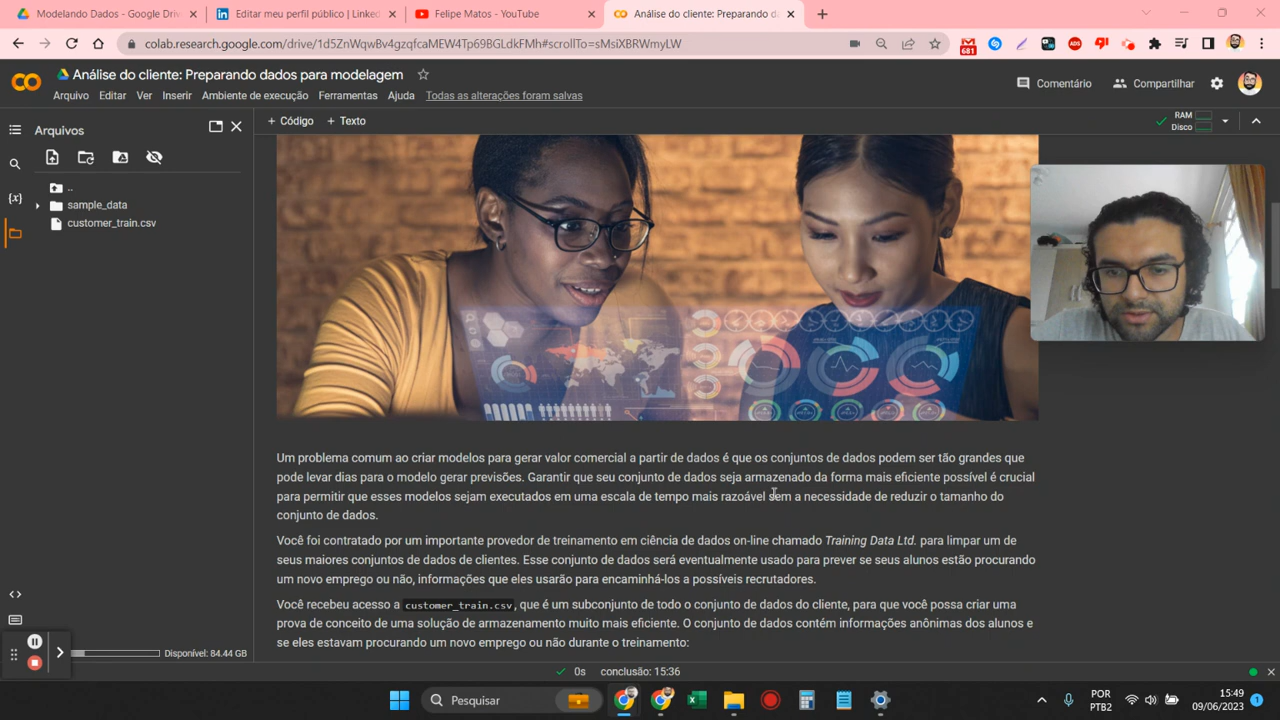 Modelando Dados - Google Driv
Editar meu perfil público | Linked
Felipe Matos - YouTube
Análise do cliente: Preparando da
colab.research.google.com/drive/1d5ZnWqwBv4gzqfcaMEW4Tp6BGLdkFMh#scrollTo=sMsiXBRWmyLW
681
ADS
Análise do cliente: Preparando dados para modelagem
Comentário
Compartilhar
Arquivo Editar Ver Inserir Ambiente de execução Ferramentas Ajuda Todas as alterações foram salvas
Arquivos
+ Código + Texto
RAM
Disco
..
sample_data
customer_train.csv
Um problema comum ao criar modelos para gerar valor comercial a partir de dados é que os conjuntos de dados podem ser tão grandes que
pode levar dias para o modelo gerar previsões. Garantir que seu conjunto de dados seja armazenado da forma mais eficiente possível é crucial
para permitir que esses modelos sejam executados em uma escala de tempo mais razoável sem a necessidade de reduzir o tamanho do
conjunto de dados.
Você foi contratado por um importante provedor de treinamento em ciência de dados on-line chamado Training Data Ltd. para limpar um de
seus maiores conjuntos de dados de clientes. Esse conjunto de dados será eventualmente usado para prever se seus alunos estão procurando
um novo emprego ou não, informações que eles usarão para encaminhá-los a possíveis recrutadores.
Você recebeu acesso a customer_train.csv, que é um subconjunto de todo o conjunto de dados do cliente, para que você possa criar uma
prova de conceito de uma solução de armazenamento muito mais eficiente. O conjunto de dados contém informações anônimas dos alunos e
se eles estavam procurando um novo emprego ou não durante o treinamento:
Disponível: 84.44 GB
0s conclusão: 15:36
Pesquisar
POR
PTB2
15:49
09/06/2023
1